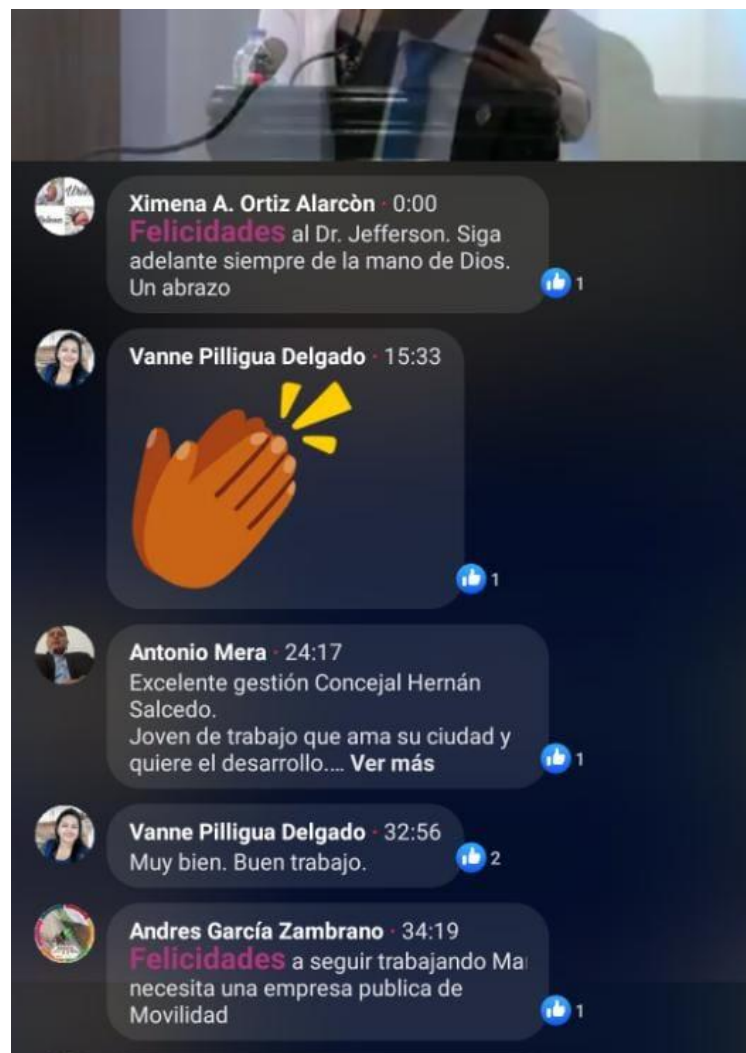 Ximena A. Ortiz Alarcòn · 0:00
Felicidades al Dr. Jefferson. Siga
adelante siempre de la mano de Dios.
Un abrazo
1
Vanne Pilligua Delgado · 15:33
1
Antonio Mera · 24:17
Excelente gestión Concejal Hernán
Salcedo.
Joven de trabajo que ama su ciudad y
quiere el desarrollo.... Ver más
1
Vanne Pilligua Delgado · 32:56
Muy bien. Buen trabajo.
2
Andres García Zambrano · 34:19
Felicidades a seguir trabajando
necesita una empresa publica de
Movilidad
1